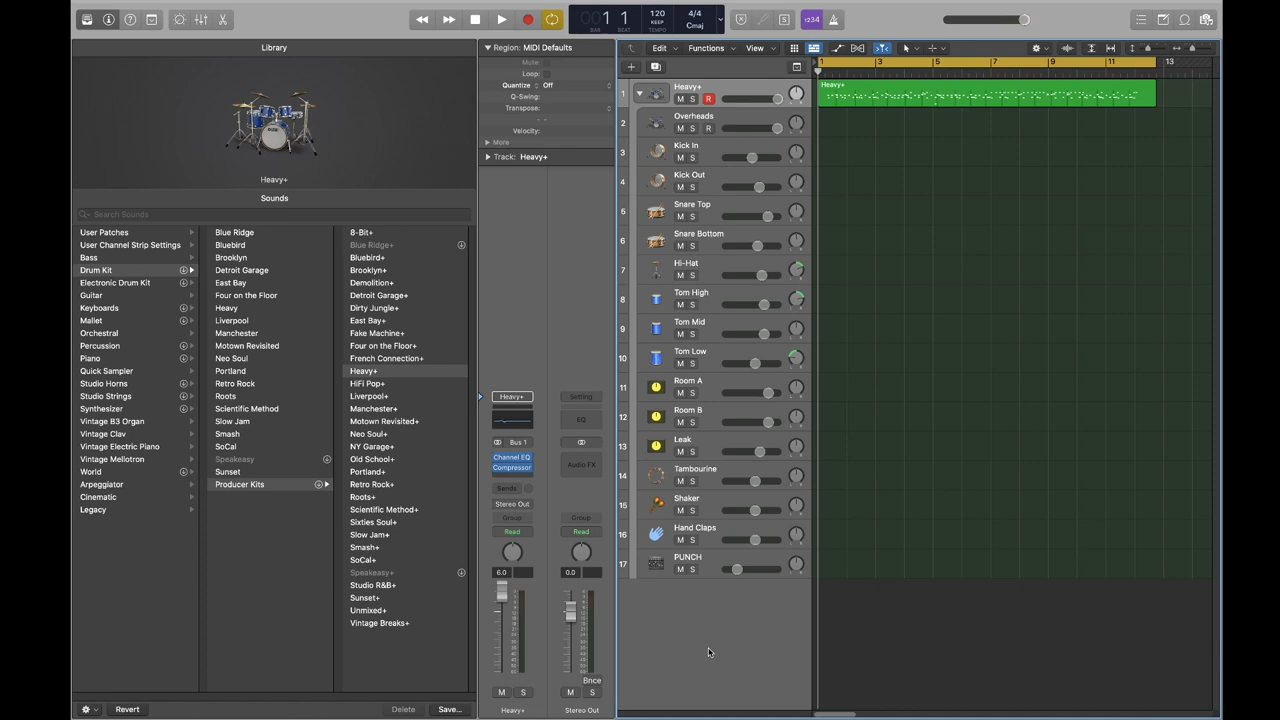 1 1
BAR BEAT
120
KEEP
TEMPO
4/4
Cmaj
1234
Library
Heavy+
Sounds
Search Sounds
User Patches
User Channel Strip Settings
Bass
Drum Kit
Electronic Drum Kit
Guitar
Keyboards
Mallet
Orchestral
Percussion
Piano
Quick Sampler
Studio Horns
Studio Strings
Synthesizer
Vintage B3 Organ
Vintage Clav
Vintage Electric Piano
Vintage Mellotron
World
Arpeggiator
Cinematic
Legacy
Blue Ridge
Bluebird
Brooklyn
Detroit Garage
East Bay
Four on the Floor
Heavy
Liverpool
Manchester
Motown Revisited
Neo Soul
Portland
Retro Rock
Roots
Scientific Method
Slow Jam
Smash
SoCal
Speakeasy
Sunset
Producer Kits
8-Bit+
Blue Ridge+
Bluebird+
Brooklyn+
Demolition+
Detroit Garage+
Dirty Jungle+
East Bay+
Fake Machine+
Four on the Floor+
French Connection+
Heavy+
HiFi Pop+
Liverpool+
Manchester+
Motown Revisited+
Neo Soul+
NY Garage+
Old School+
Portland+
Retro Rock+
Roots+
Scientific Method+
Sixties Soul+
Slow Jam+
Smash+
SoCal+
Speakeasy+
Studio R&B+
Sunset+
Unmixed+
Vintage Breaks+
Revert
Delete
Save...
Region: MIDI Defaults
Mute:
Loop:
Quantize Off
Q-Swing:
Transpose:
Velocity:
More
Track: Heavy+
Heavy+
Bus 1
Channel EQ
Compressor
Sends
Stereo Out
Group
Read
6.0
M S
Heavy+
Setting
EQ
Audio FX
Group
Read
0.0
Bnce
M S
Stereo Out
Edit Functions View
1 3 5 7 9 11 13
1 Heavy+
M S R
2 Overheads
M S R
3 Kick In
M S
4 Kick Out
M S
5 Snare Top
M S
6 Snare Bottom
M S
7 Hi-Hat
M S
8 Tom High
M S
9 Tom Mid
M S
10 Tom Low
M S
11 Room A
M S
12 Room B
M S
13 Leak
M S
14 Tambourine
M S
15 Shaker
M S
16 Hand Claps
M S
17 PUNCH
M S
Heavy+